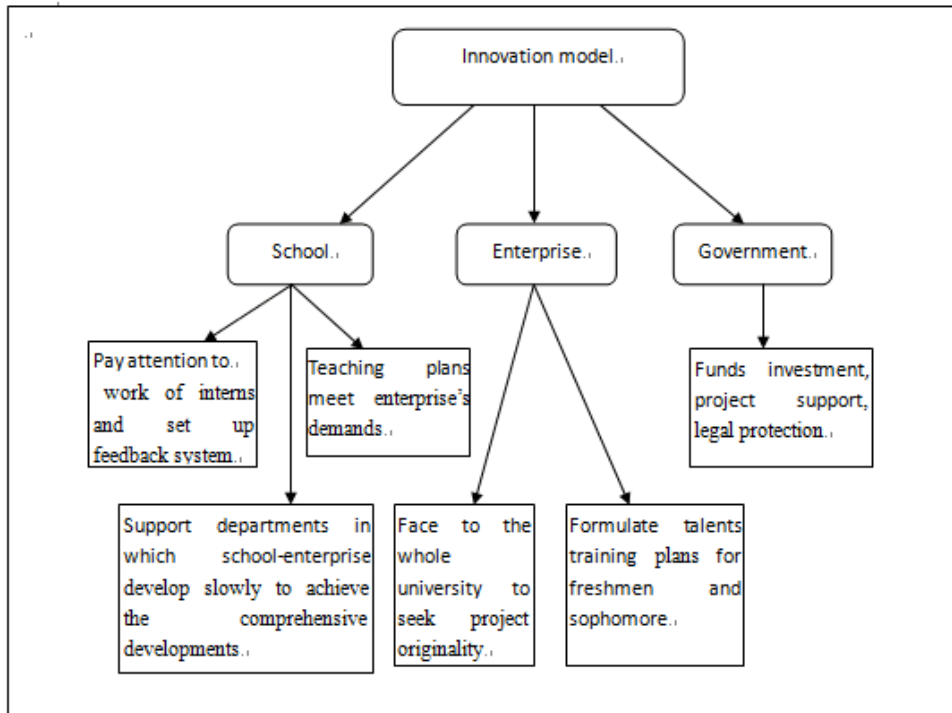 Innovation model.
School.
Enterprise.
Government.
Pay attention to.
work of interns
and set up
feedback system.
Teaching plans
meet enterprise's
demands.
Funds investment,
project support,
legal protection.
Support departments in
which school-enterprise
develop slowly to achieve
the comprehensive
developments.
Face to the
whole
university to
seek project
originality.
Formulate talents
training plans for
freshmen and
sophomore.